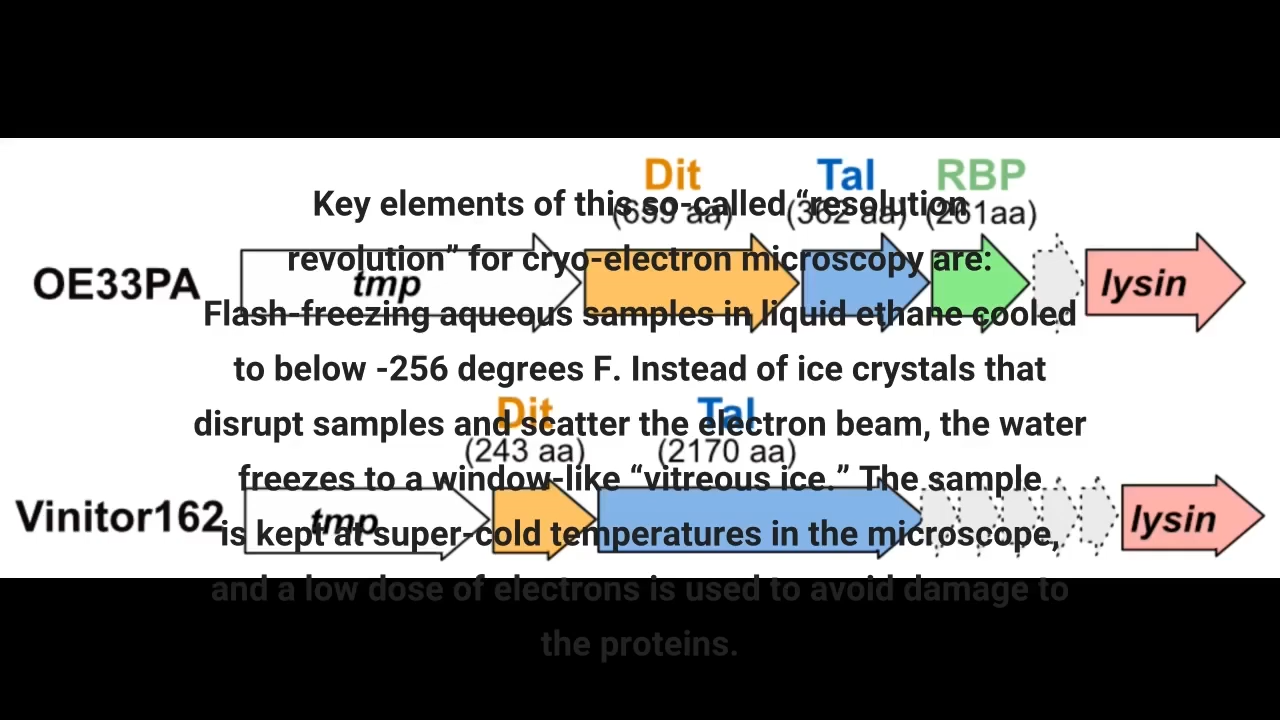 Dit Tal RBP
(362 aa) (261aa)
Key elements of this so-called “resolution
revolution” for cryo-electron microscopy are:
OE33PA tmp lysin
Flash-freezing aqueous samples in liquid ethane cooled
to below -256 degrees F. Instead of ice crystals that
Dit Tal
disrupt samples and scatter the electron beam, the water
(243 aa) (2170 aa)
freezes to a window-like “vitreous ice.” The sample
Vinitor162 tmp lysin
is kept at super-cold temperatures in the microscope,
and a low dose of electrons is used to avoid damage to
the proteins.